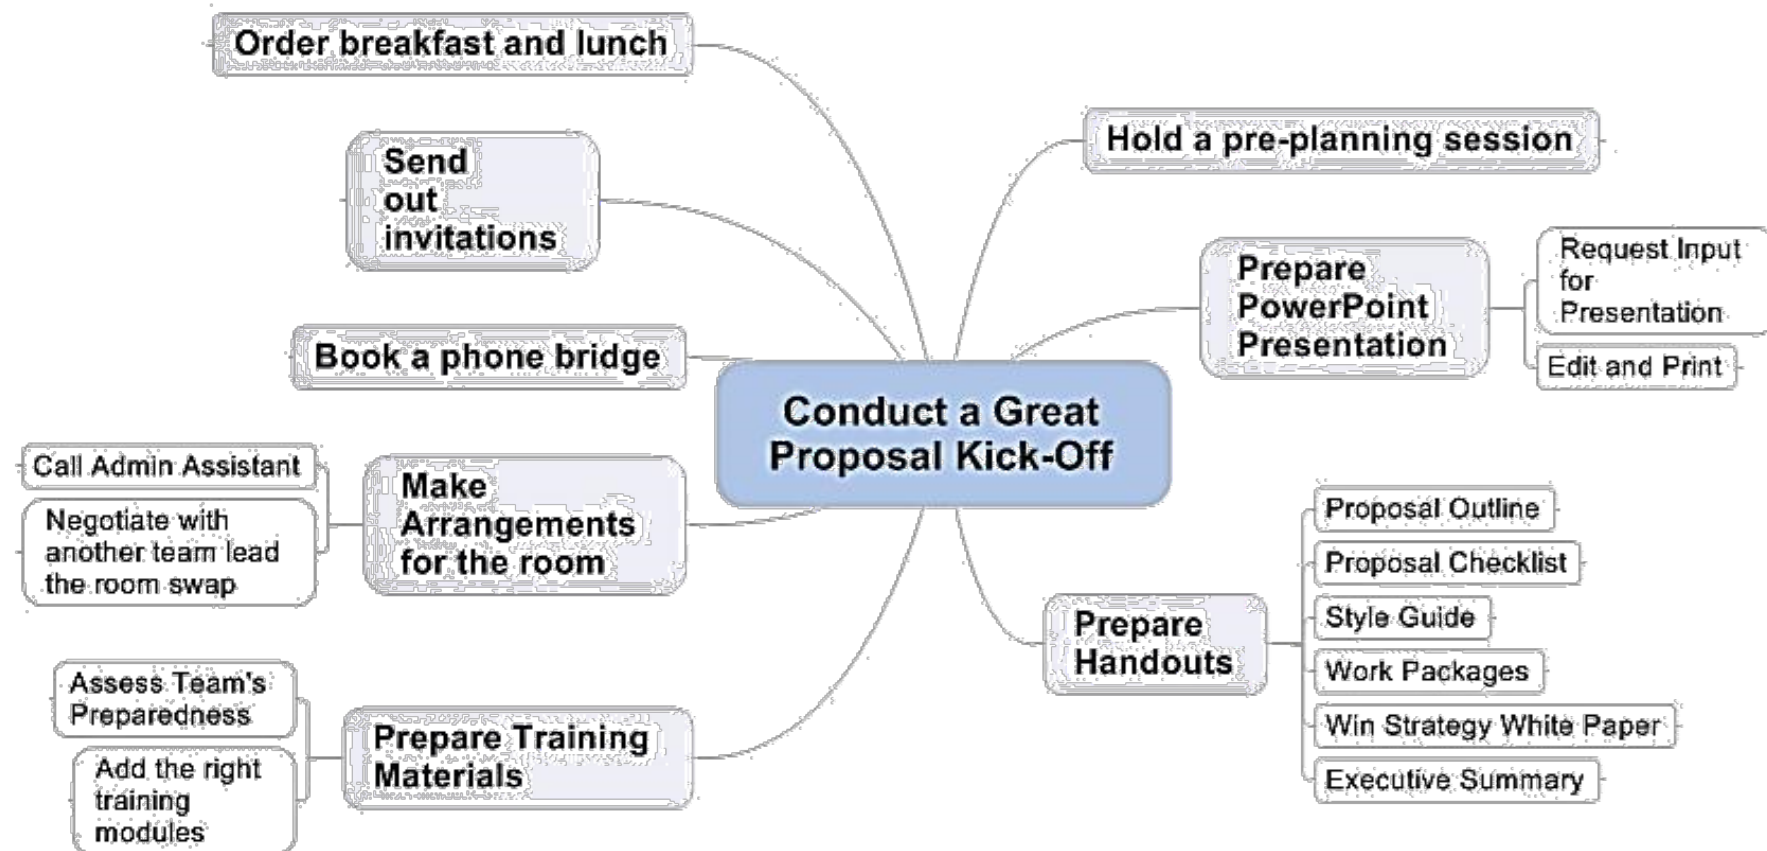 Order breakfast and lunch
Send
out
invitations
Book a phone bridge
Call Admin Assistant
Negotiate with
another team lead
the room swap
Make
Arrangements
for the room
Assess Team's
Preparedness
Add the right
training
modules
Prepare Training
Materials
Conduct a Great
Proposal Kick-Off
Hold a pre-planning session
Prepare
PowerPoint
Presentation
Request Input
for
Presentation
Edit and Print
Prepare
Handouts
Proposal Outline
Proposal Checklist
Style Guide
Work Packages
Win Strategy White Paper
Executive Summary